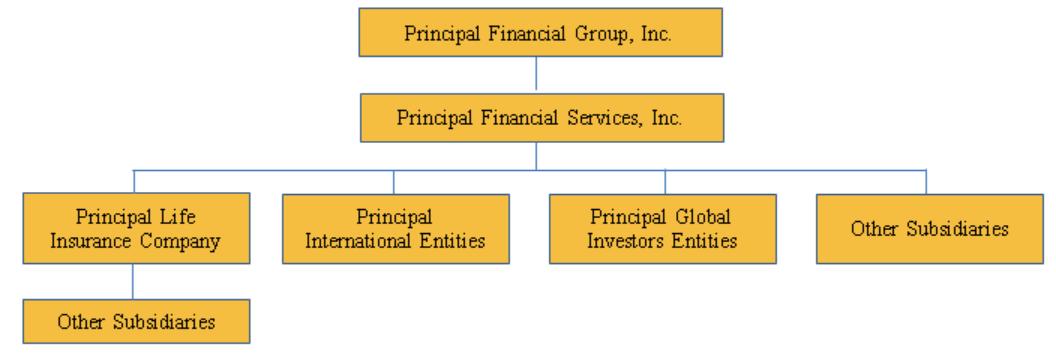 Principal Financial Group, Inc.
Principal Financial Services, Inc.
Principal Life
Insurance Company
Principal
International Entities
Principal Global
Investors Entities
Other Subsidiaries
Other Subsidiaries